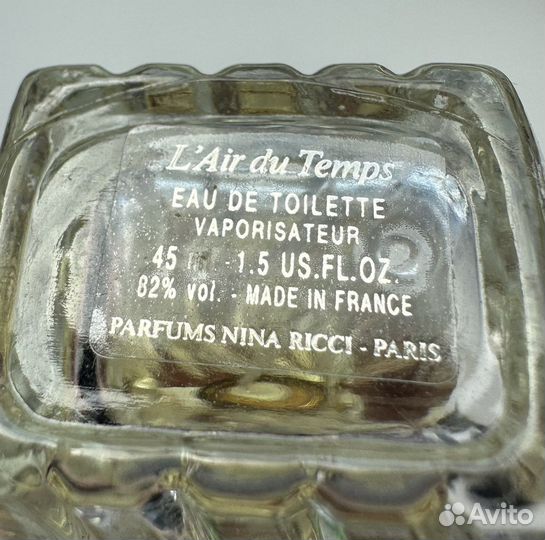 L'Air du Temps
EAU DE TOILETTE
VAPORISATEUR
45 - 1.5 US.FL.OZ.
82% vol. - MADE IN FRANCE
PARFUMS NINA RICCI - PARIS
Avito